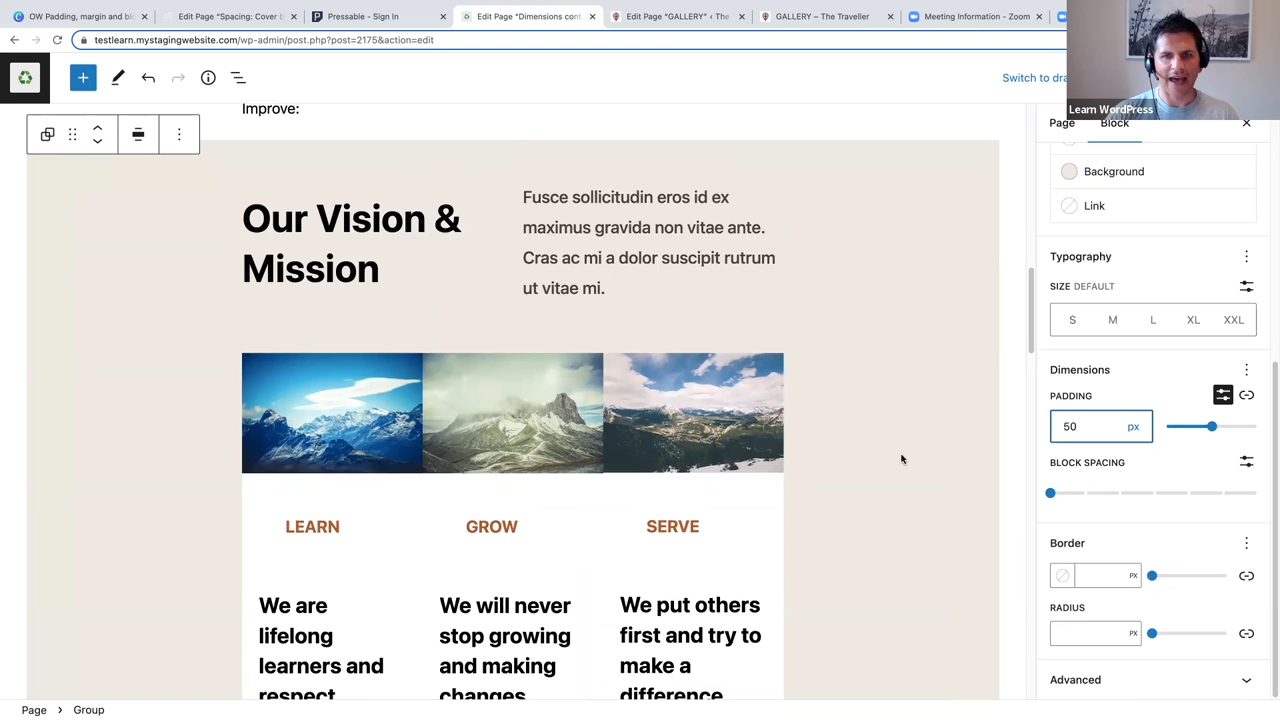 OW Padding, margin and blo
Edit Page "Spacing: Cover b
Pressable - Sign In
Edit Page "Dimensions cont
Edit Page "GALLERY" ‹ The
GALLERY – The Traveller
Meeting Information - Zoom
testlearn.mystagingwebsite.com/wp-admin/post.php?post=2175&action=edit
Switch to dra
Learn WordPress
Improve:
Page
Block
Background
Link
Our Vision &
Mission
Fusce sollicitudin eros id ex
maximus gravida non vitae ante.
Cras ac mi a dolor suscipit rutrum
ut vitae mi.
Typography
SIZE DEFAULT
S M L XL XXL
Dimensions
PADDING
50 px
BLOCK SPACING
LEARN
GROW
SERVE
We are
lifelong
learners and
respect
We will never
stop growing
and making
changes
We put others
first and try to
make a
difference
Border
PX
RADIUS
PX
Advanced
Page > Group